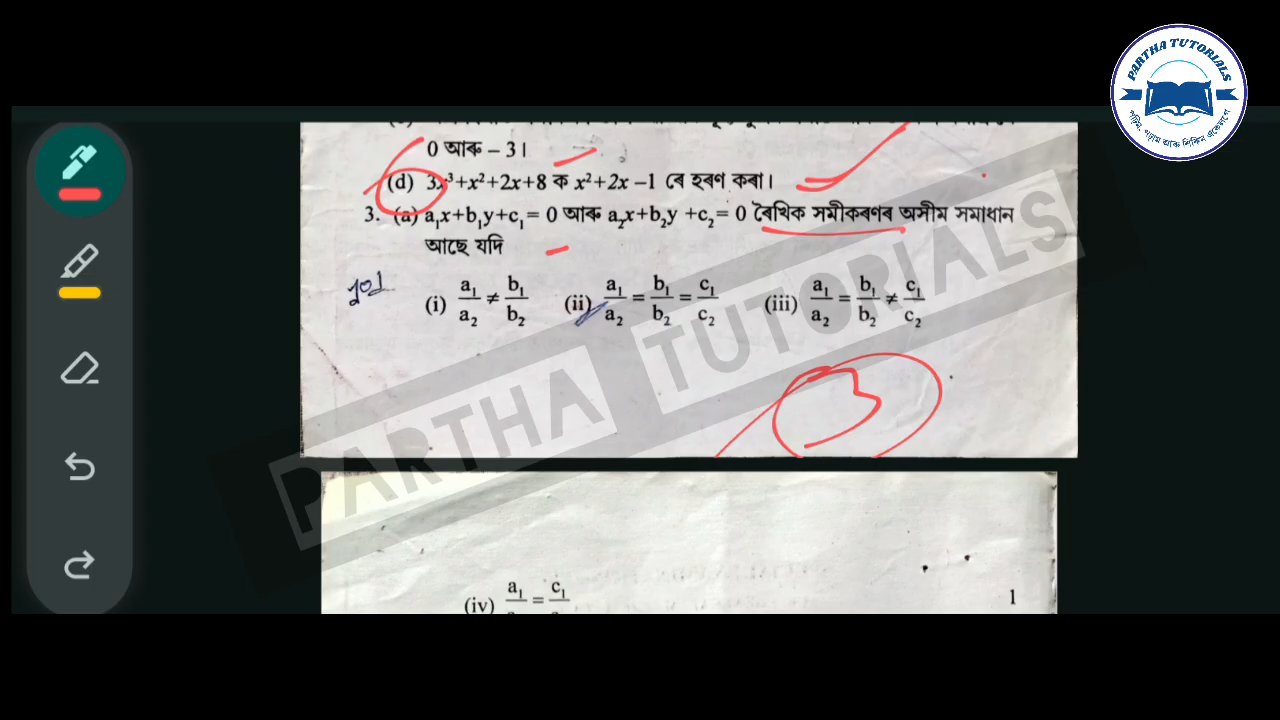 PARTHA TUTORIALS
0 আৰু – 3।
(d) 3x³+x²+2x+8 ক x²+2x –1 ৰে হৰণ কৰা।
3. (a) a₁x+b₁y+c₁= 0 আৰু a₂x+b₂y +c₂= 0 ৰৈখিক সমীকৰণৰ অসীম সমাধান
আছে যদি
(i) a₁/a₂ ≠ b₁/b₂ (ii) a₁/a₂ = b₁/b₂ = c₁/c₂ (iii) a₁/a₂ = b₁/b₂ ≠ c₁/c₂
3
PARTHA TUTORIALS
(iv) a₁ = c₁ 1